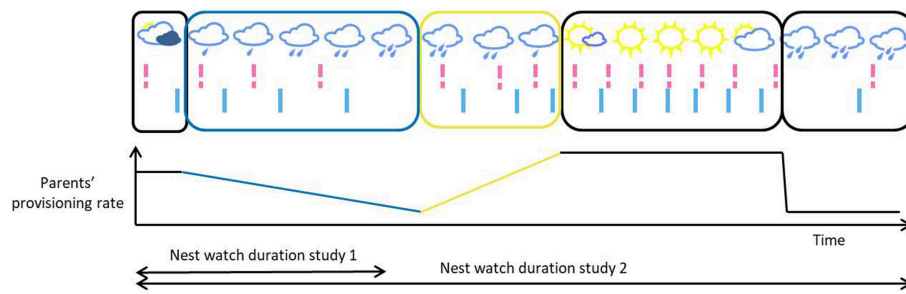 Parents'
provisioning rate
Time
Nest watch duration study 1
Nest watch duration study 2